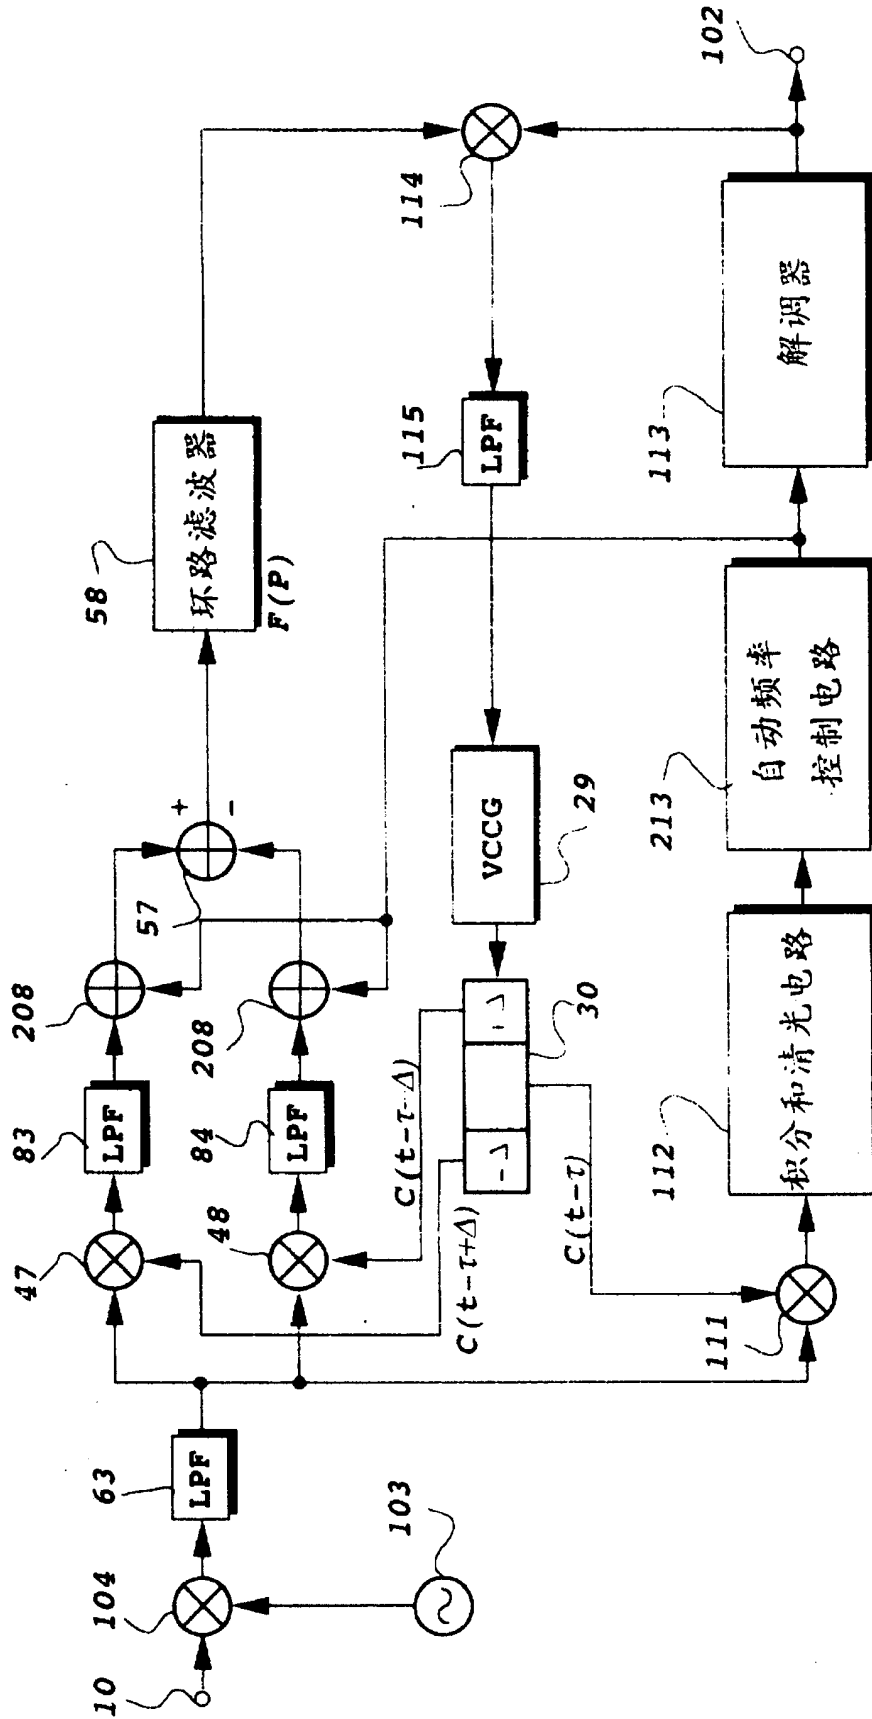 10
104
103
63
LPF
47
48
83
LPF
84
LPF
208
208
57
+
-
58
环路滤波器
F(P)
114
115
LPF
VCCG
29
30
C(t-τ-Δ)
C(t-τ+Δ)
C(t-τ)
111
112
积分和清光电路
213
自动频率
控制电路
113
解调器
102